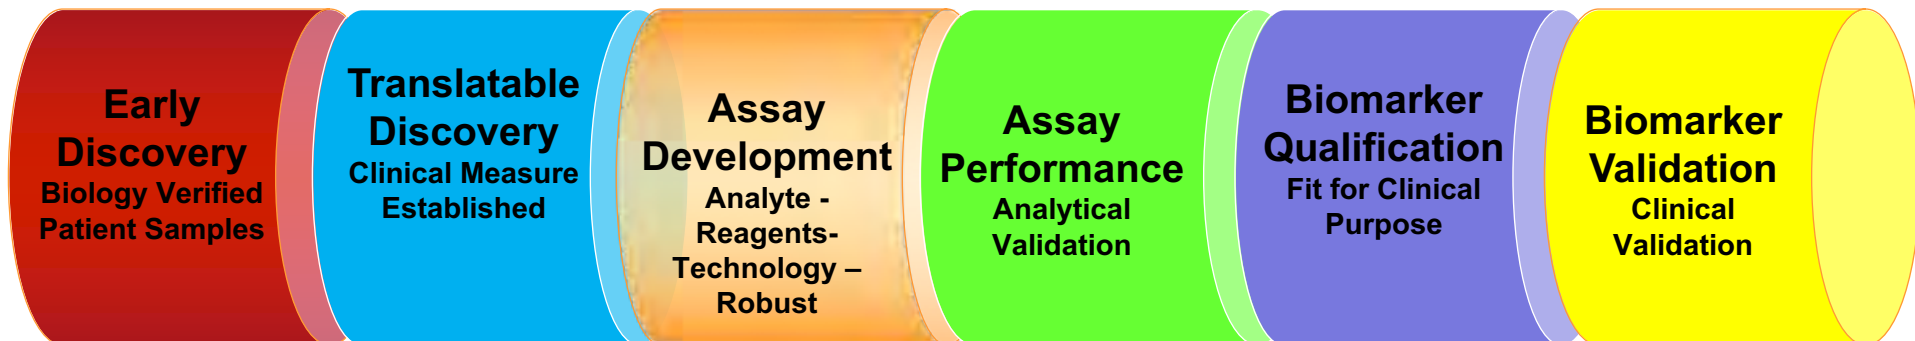 Early
Discovery
Biology Verified
Patient Samples
Translatable
Discovery
Clinical Measure
Established
Assay
Development
Analyte -
Reagents-
Technology –
Robust
Assay
Performance
Analytical
Validation
Biomarker
Qualification
Fit for Clinical
Purpose
Biomarker
Validation
Clinical
Validation